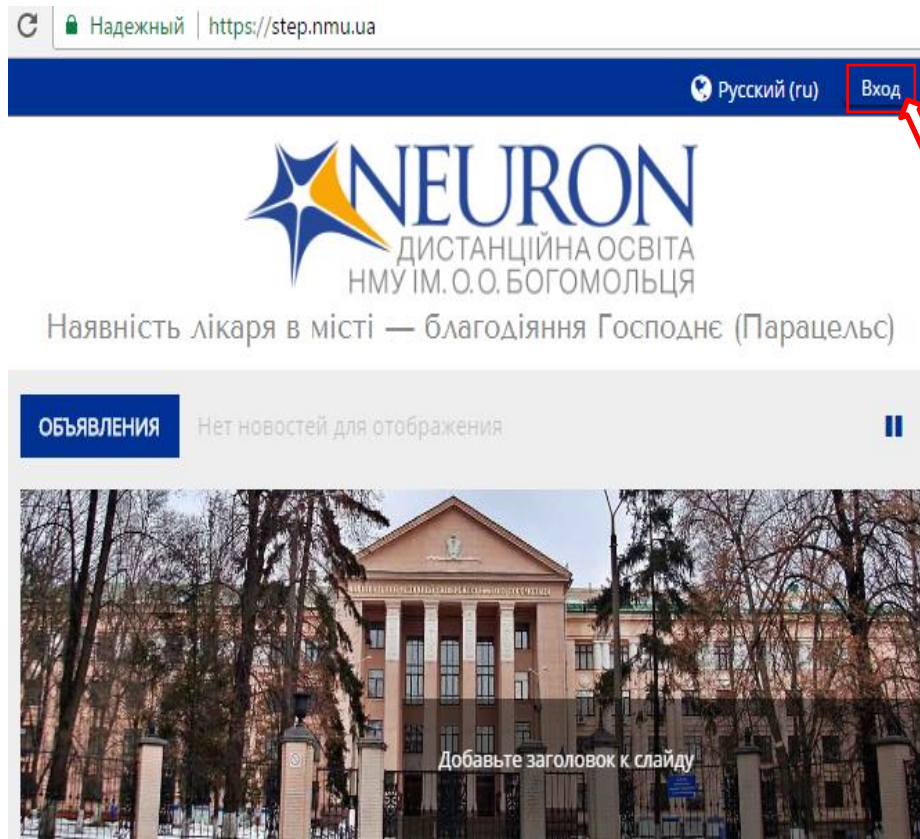 Надежный | https://step.nmu.ua
Русский (ru) Вход
NEURON
ДИСТАНЦІЙНА ОСВІТА
НМУ ІМ. О.О. БОГОМОЛЬЦЯ
Наявність лікаря в місті — благодіяння Господнє (Парацельс)
ОБЪЯВЛЕНИЯ Нет новостей для отображения
Добавьте заголовок к слайду